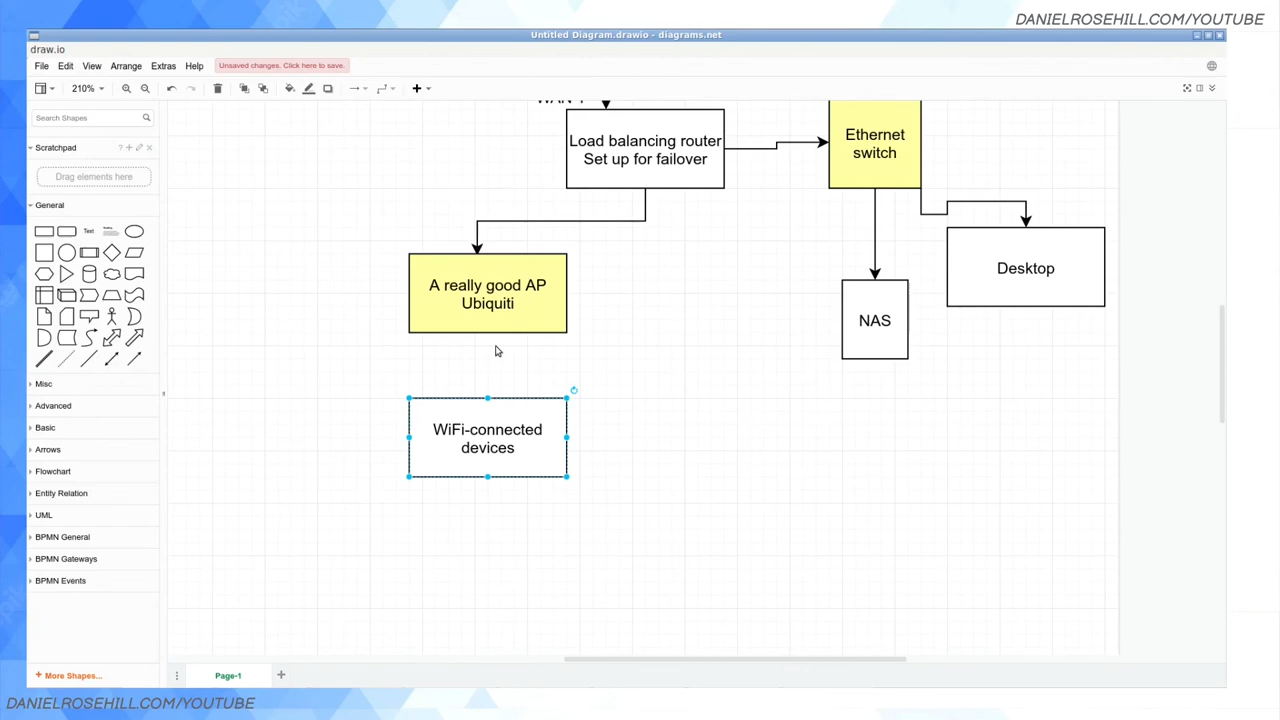 DANIELROSEHILL.COM/YOUTUBE
Untitled Diagram.drawio - diagrams.net
draw.io
File Edit View Arrange Extras Help Unsaved changes. Click here to save.
210%
Search Shapes
Scratchpad
Drag elements here
General
Text
Heading
Misc
Advanced
Basic
Arrows
Flowchart
Entity Relation
UML
BPMN General
BPMN Gateways
BPMN Events
+ More Shapes...
Load balancing router
Set up for failover
Ethernet
switch
A really good AP
Ubiquiti
Desktop
NAS
WiFi-connected
devices
Page-1
DANIELROSEHILL.COM/YOUTUBE